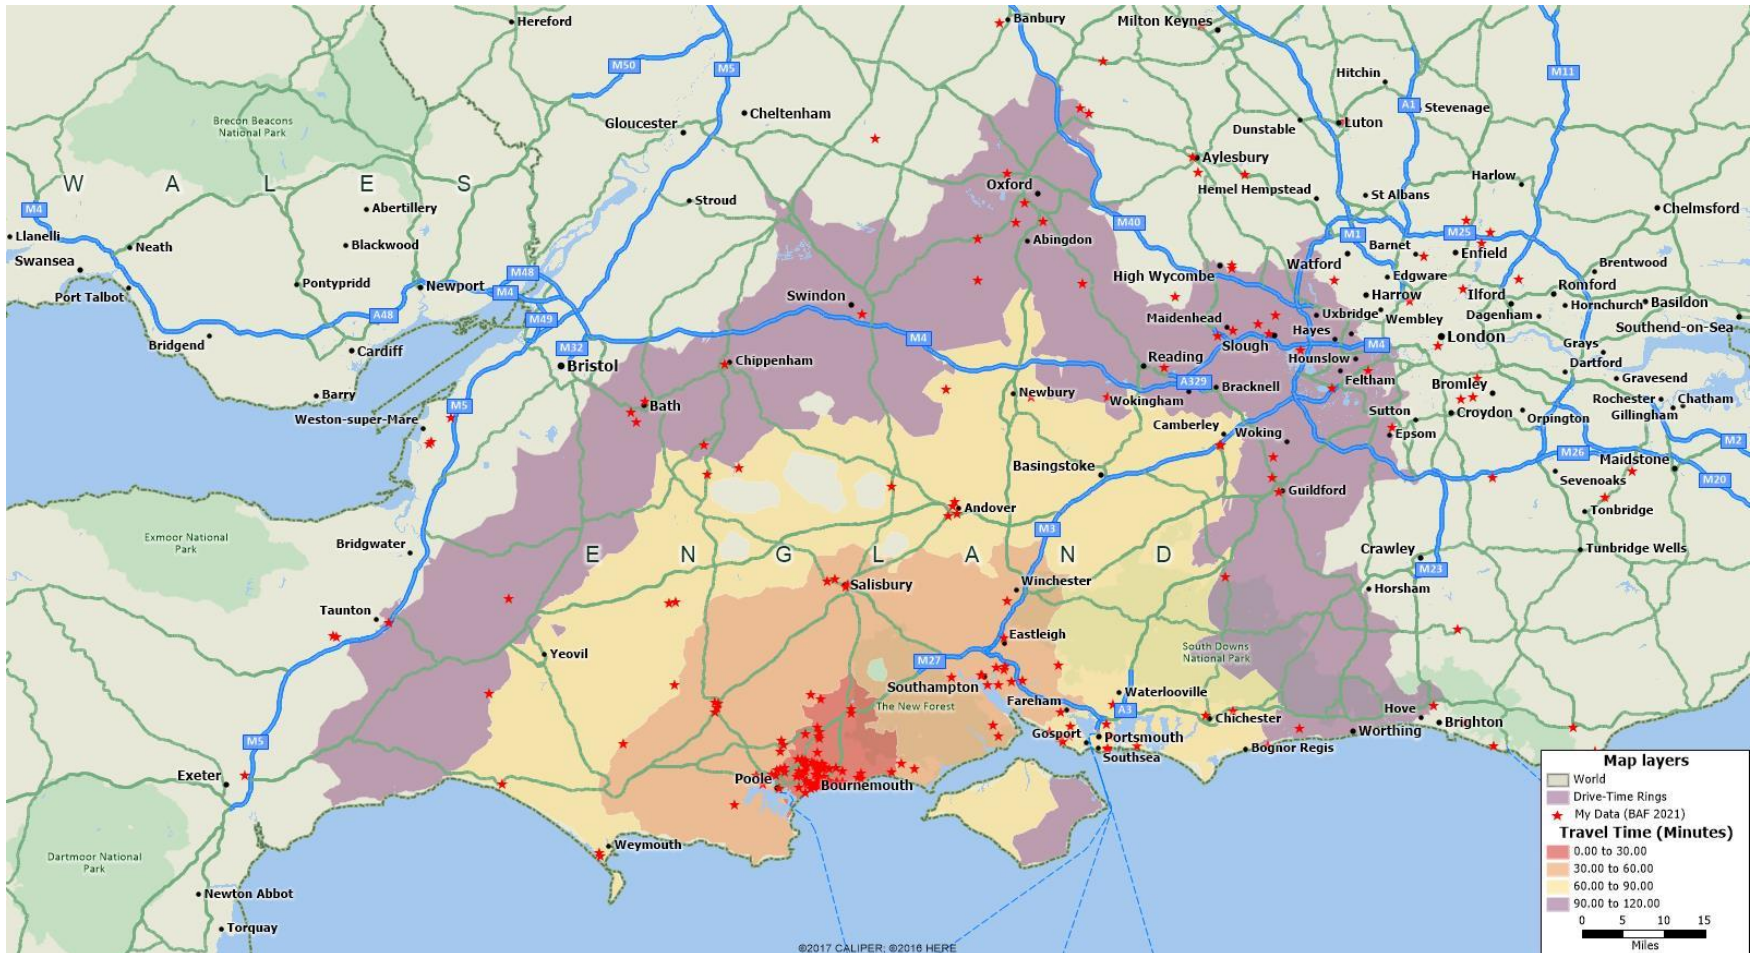 Hereford
Banbury
Milton Keynes
M5
M50
M11
Hitchin
A1
Stevenage
Cheltenham
Gloucester
Brecon Beacons
National Park
Dunstable
Luton
Aylesbury
W A L E S
Oxford
Hemel Hempstead
St Albans
Harlow
M4
Abertillery
Stroud
Chelmsford
Llanelli
Neath
Blackwood
Abingdon
M40
M1
Barnet
M25
Enfield
Swansea
M48
High Wycombe
Watford
Edgware
Brentwood
Port Talbot
Pontypridd
Newport
M4
Swindon
Harrow
Ilford
Romford
Hornchurch
Basildon
A48
M49
Maidenhead
Uxbridge
Wembley
Dagenham
Southend-on-Sea
Bridgend
Cardiff
M32
M4
Slough
Hayes
M4
London
Grays
Bristol
Chippenham
Reading
Hounslow
Dartford
Barry
A329
Bracknell
Feltham
Bromley
Gravesend
Bath
Newbury
Wokingham
Rochester
Chatham
M5
Weston-super-Mare
Sutton
Croydon
Orpington
Gillingham
Camberley
Woking
Epsom
M2
M26
Maidstone
Basingstoke
Sevenoaks
M20
Guildford
Andover
Tonbridge
M3
Exmoor National
Park
Bridgwater
E N G L A N D
Crawley
Tunbridge Wells
M23
Salisbury
Winchester
Horsham
Taunton
Eastleigh
Yeovil
M27
South Downs
National Park
Southampton
Waterlooville
The New Forest
Fareham
A3
Chichester
Hove
Brighton
Gosport
Portsmouth
Worthing
M5
Southsea
Bognor Regis
Exeter
Poole
Bournemouth
Weymouth
Dartmoor National
Park
Newton Abbot
Torquay
©2017 CALIPER; ©2016 HERE
Map layers
World
Drive-Time Rings
My Data (BAF 2021)
Travel Time (Minutes)
0.00 to 30.00
30.00 to 60.00
60.00 to 90.00
90.00 to 120.00
0 5 10 15
Miles